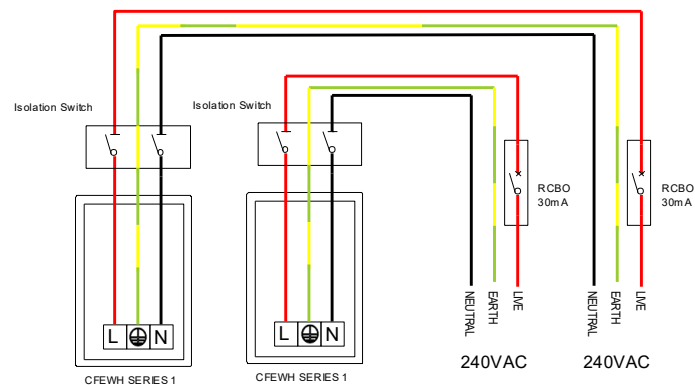 Isolation Switch
Isolation Switch
RCBO
30mA
RCBO
30mA
NEUTRAL
EARTH
LIVE
NEUTRAL
EARTH
LIVE
L N
L N
240VAC
240VAC
CFEWH SERIES 1
CFEWH SERIES 1